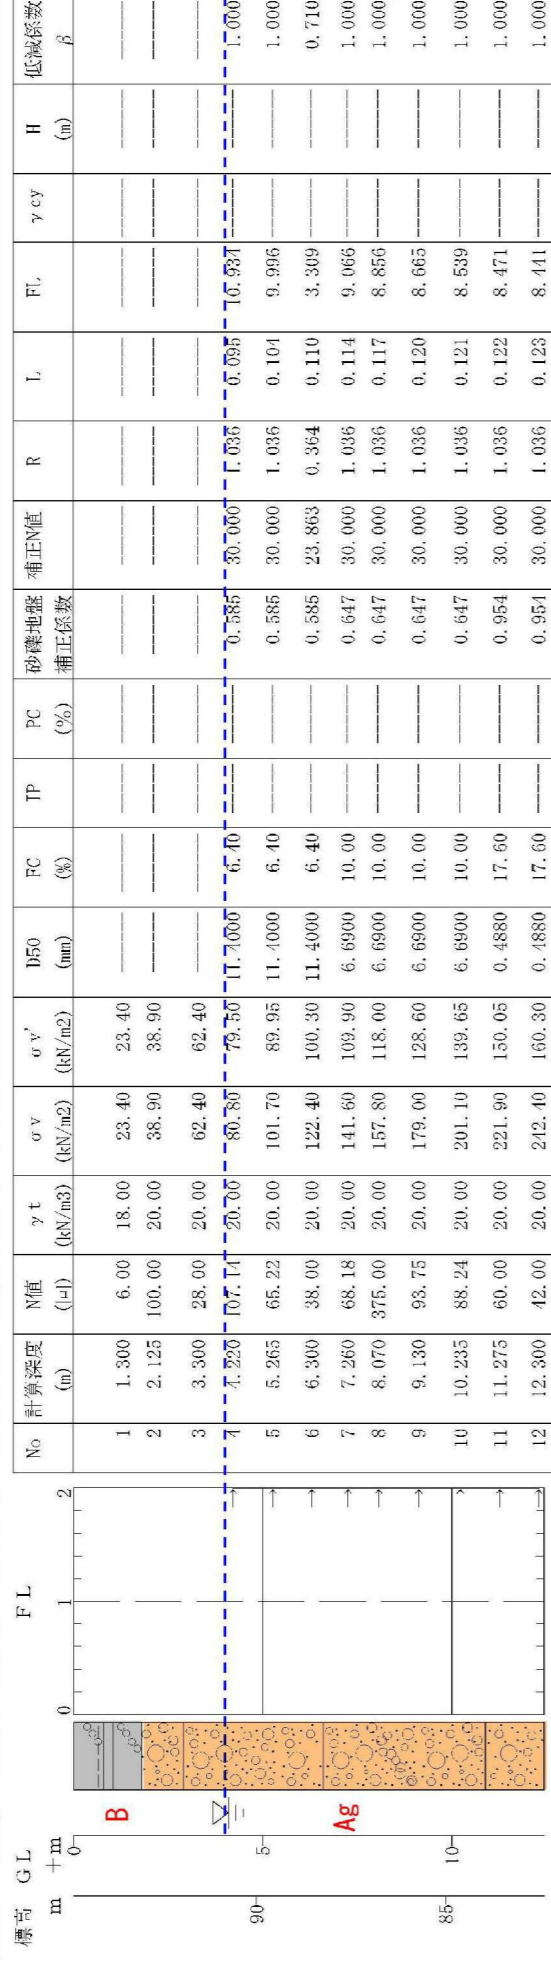 標高 GL FL No 計算深度 N値 γt σv σv' D50 FC IP PC 砂礫地盤 補正N値 R L FL γcy H 低減係数
m +m 0 1 2 (m) (回) (kN/m3) (kN/m2) (kN/m2) (mm) (%) (%) 補正係数 (m) β
0
B
1 1.300 6.00 18.00 23.40 23.40 ―― ―― ―― ―― ―― ―― ―― ―― ―― ―― ―― ――
2 2.125 100.00 20.00 38.90 38.90 ―― ―― ―― ―― ―― ―― ―― ―― ―― ―― ―― ――
3 3.300 28.00 20.00 62.40 62.40 ―― ―― ―― ―― ―― ―― ―― ―― ―― ―― ―― ――
4 4.220 107.14 20.00 80.80 79.50 11.4000 6.40 ―― ―― 0.585 30.000 1.036 0.095 10.934 ―― ―― 1.000
90 5
5 5.265 65.22 20.00 101.70 89.95 11.4000 6.40 ―― ―― 0.585 30.000 1.036 0.104 9.996 ―― ―― 1.000
6 6.300 38.00 20.00 122.40 100.30 11.4000 6.40 ―― ―― 0.585 23.863 0.364 0.110 3.309 ―― ―― 0.710
Ag
7 7.260 68.18 20.00 141.60 109.90 6.6900 10.00 ―― ―― 0.647 30.000 1.036 0.114 9.066 ―― ―― 1.000
8 8.070 375.00 20.00 157.80 118.00 6.6900 10.00 ―― ―― 0.647 30.000 1.036 0.117 8.856 ―― ―― 1.000
9 9.130 93.75 20.00 179.00 128.60 6.6900 10.00 ―― ―― 0.647 30.000 1.036 0.120 8.665 ―― ―― 1.000
85 10
10 10.235 88.24 20.00 201.10 139.65 6.6900 10.00 ―― ―― 0.647 30.000 1.036 0.121 8.539 ―― ―― 1.000
11 11.275 60.00 20.00 221.90 150.05 0.4880 17.60 ―― ―― 0.954 30.000 1.036 0.122 8.471 ―― ―― 1.000
12 12.300 42.00 20.00 242.40 160.30 0.4880 17.60 ―― ―― 0.954 30.000 1.036 0.123 8.441 ―― ―― 1.000